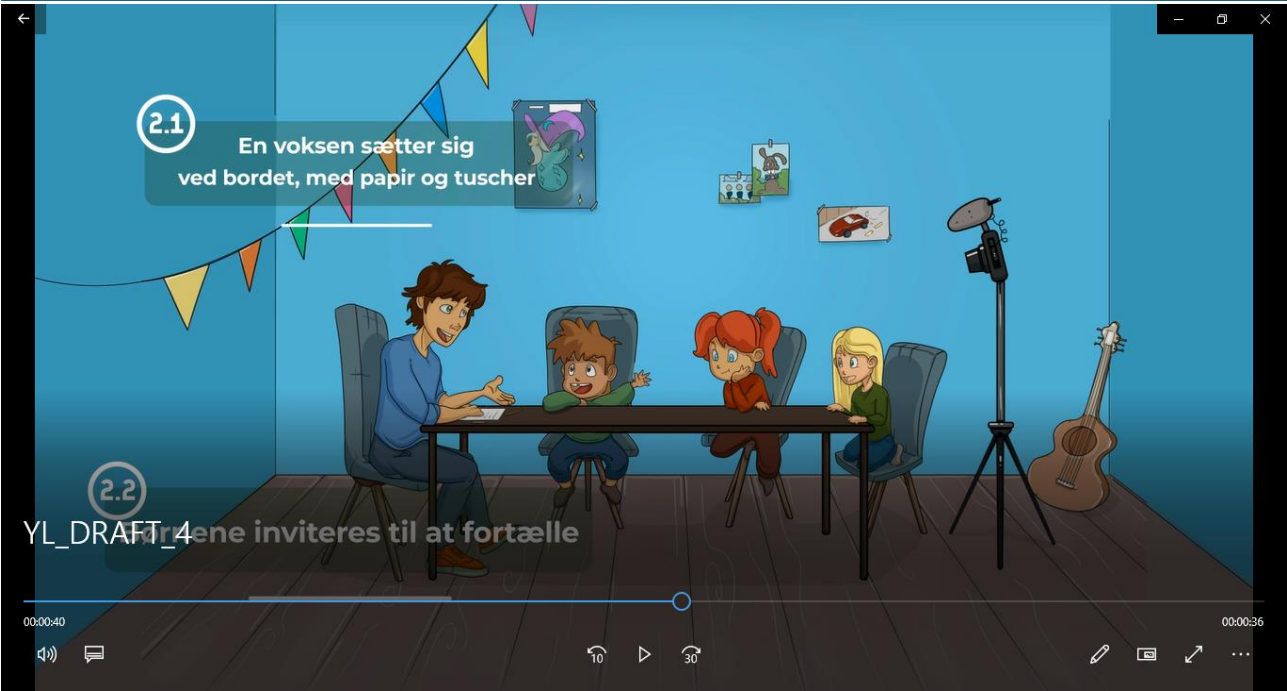 2.1
En voksen sætter sig
ved bordet, med papir og tuscher
2.2
YL_DRAFT_4
Børnene inviteres til at fortælle
00:00:40
00:00:36
10
30